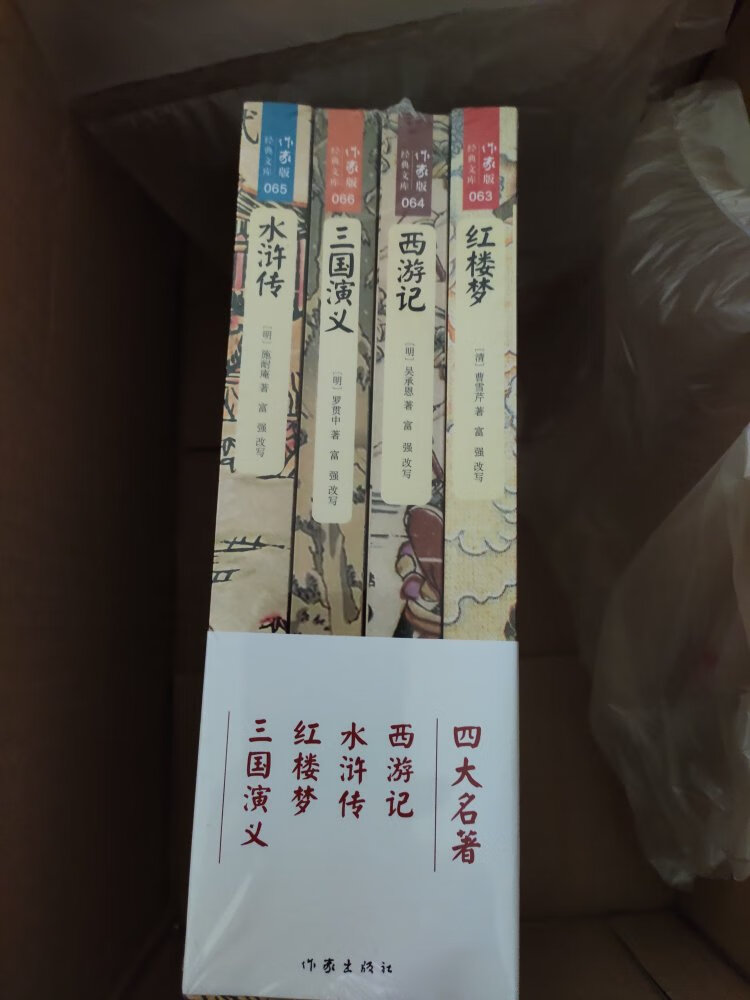 作家版
经典文库
065
水浒传
[明] 施耐庵 著 富强 改写
作家版
经典文库
066
三国演义
[明] 罗贯中 著 富强 改写
作家版
经典文库
064
西游记
[明] 吴承恩 著 富强 改写
作家版
经典文库
063
红楼梦
[清] 曹雪芹 著 富强 改写
四大名著
西游记
水浒传
红楼梦
三国演义
作家出版社